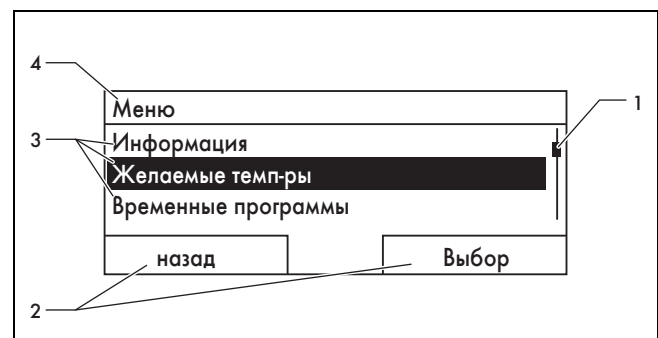 4
Меню
1
3
Информация
Желаемые темп-ры
Временные программы
назад Выбор
2